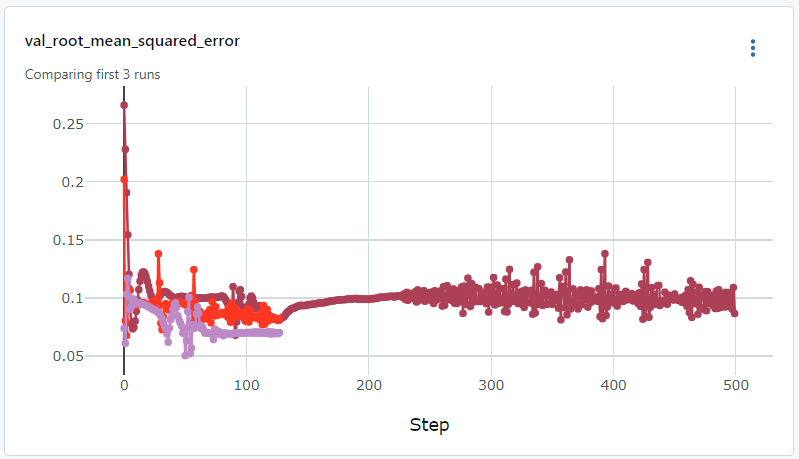 val_root_mean_squared_error
Comparing first 3 runs
0.25
0.2
0.15
0.1
0.05
0 100 200 300 400 500
Step